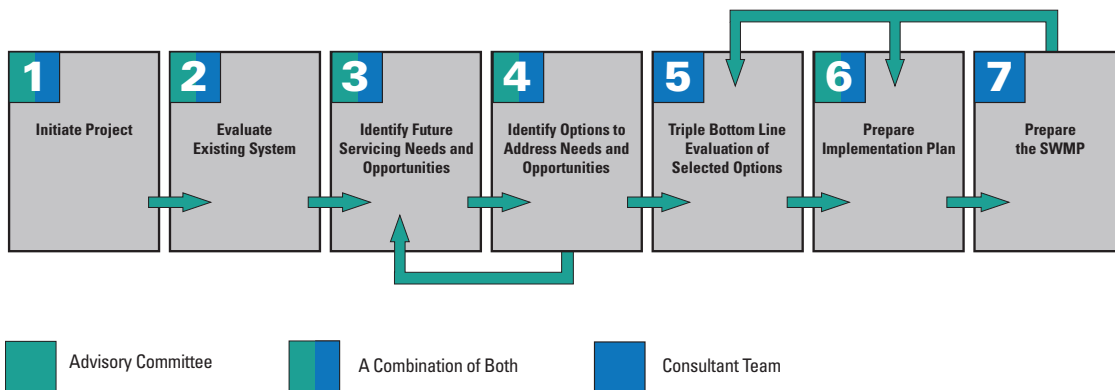 1
Initiate Project
2
Evaluate
Existing System
3
Identify Future
Servicing Needs and
Opportunities
4
Identify Options to
Address Needs and
Opportunities
5
Triple Bottom Line
Evaluation of
Selected Options
6
Prepare
Implementation Plan
7
Prepare
the SWMP
Advisory Committee
A Combination of Both
Consultant Team